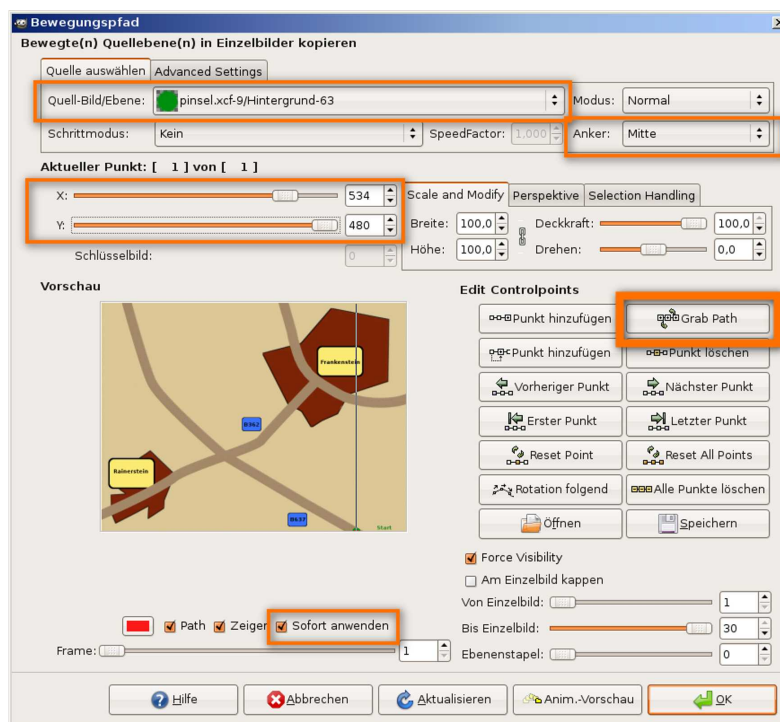 Bewegungspfad
Bewegte(n) Quellebene(n) in Einzelbilder kopieren
Quelle auswählen Advanced Settings
Quell-Bild/Ebene: pinsel.xcf-9/Hintergrund-63 Modus: Normal
Schrittmodus: Kein SpeedFactor: 1,000 Anker: Mitte
Aktueller Punkt: [ 1 ] von [ 1 ]
X: 534 Scale and Modify Perspektive Selection Handling
Y: 480 Breite: 100,0 Deckkraft: 100,0
Schlüsselbild: 0 Höhe: 100,0 Drehen: 0,0
Vorschau Edit Controlpoints
Punkt hinzufügen Grab Path
Punkt hinzufügen Punkt löschen
Frankenstein
Vorheriger Punkt Nächster Punkt
B362 Erster Punkt Letzter Punkt
Reset Point Reset All Points
Rainerstein
Rotation folgend Alle Punkte löschen
B637 Start Öffnen Speichern
Force Visibility
Am Einzelbild kappen
Von Einzelbild: 1
Path Zeiger Sofort anwenden Bis Einzelbild: 30
Frame: 1 Ebenenstapel: 0
Hilfe Abbrechen Aktualisieren Anim.-Vorschau OK